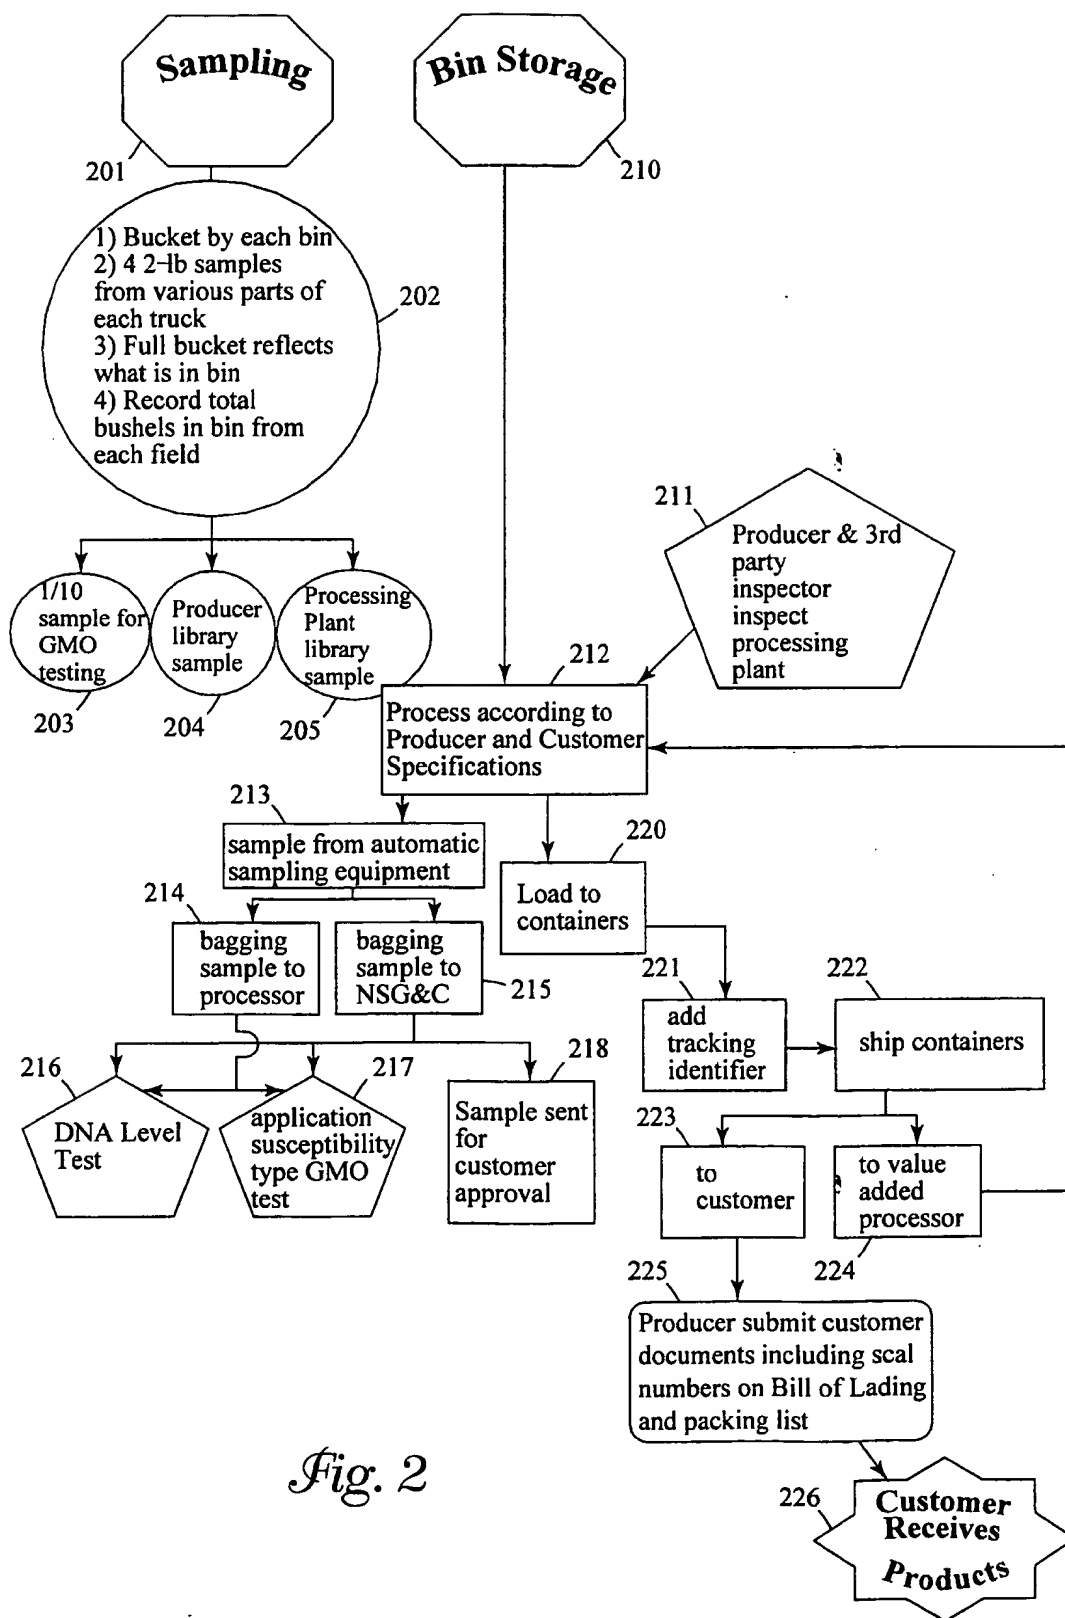 Sampling
Bin Storage
201
210
1) Bucket by each bin
2) 4 2-lb samples
from various parts of
each truck
3) Full bucket reflects
what is in bin
4) Record total
bushels in bin from
each field
202
211
Producer & 3rd
party
inspector
inspect
processing
plant
1/10
sample for
GMO
testing
Producer
library
sample
Processing
Plant
library
sample
203
204
205
212
Process according to
Producer and Customer
Specifications
213
sample from automatic
sampling equipment
220
Load to
containers
214
bagging
sample to
processor
bagging
sample to
NSG&C
215
221
222
add
tracking
identifier
ship containers
216
217
218
DNA Level
Test
application
susceptibility
type GMO
test
Sample sent
for
customer
approval
223
to
customer
to value
added
processor
224
225
Producer submit customer
documents including scal
numbers on Bill of Lading
and packing list
Fig. 2
226
Customer
Receives
Products